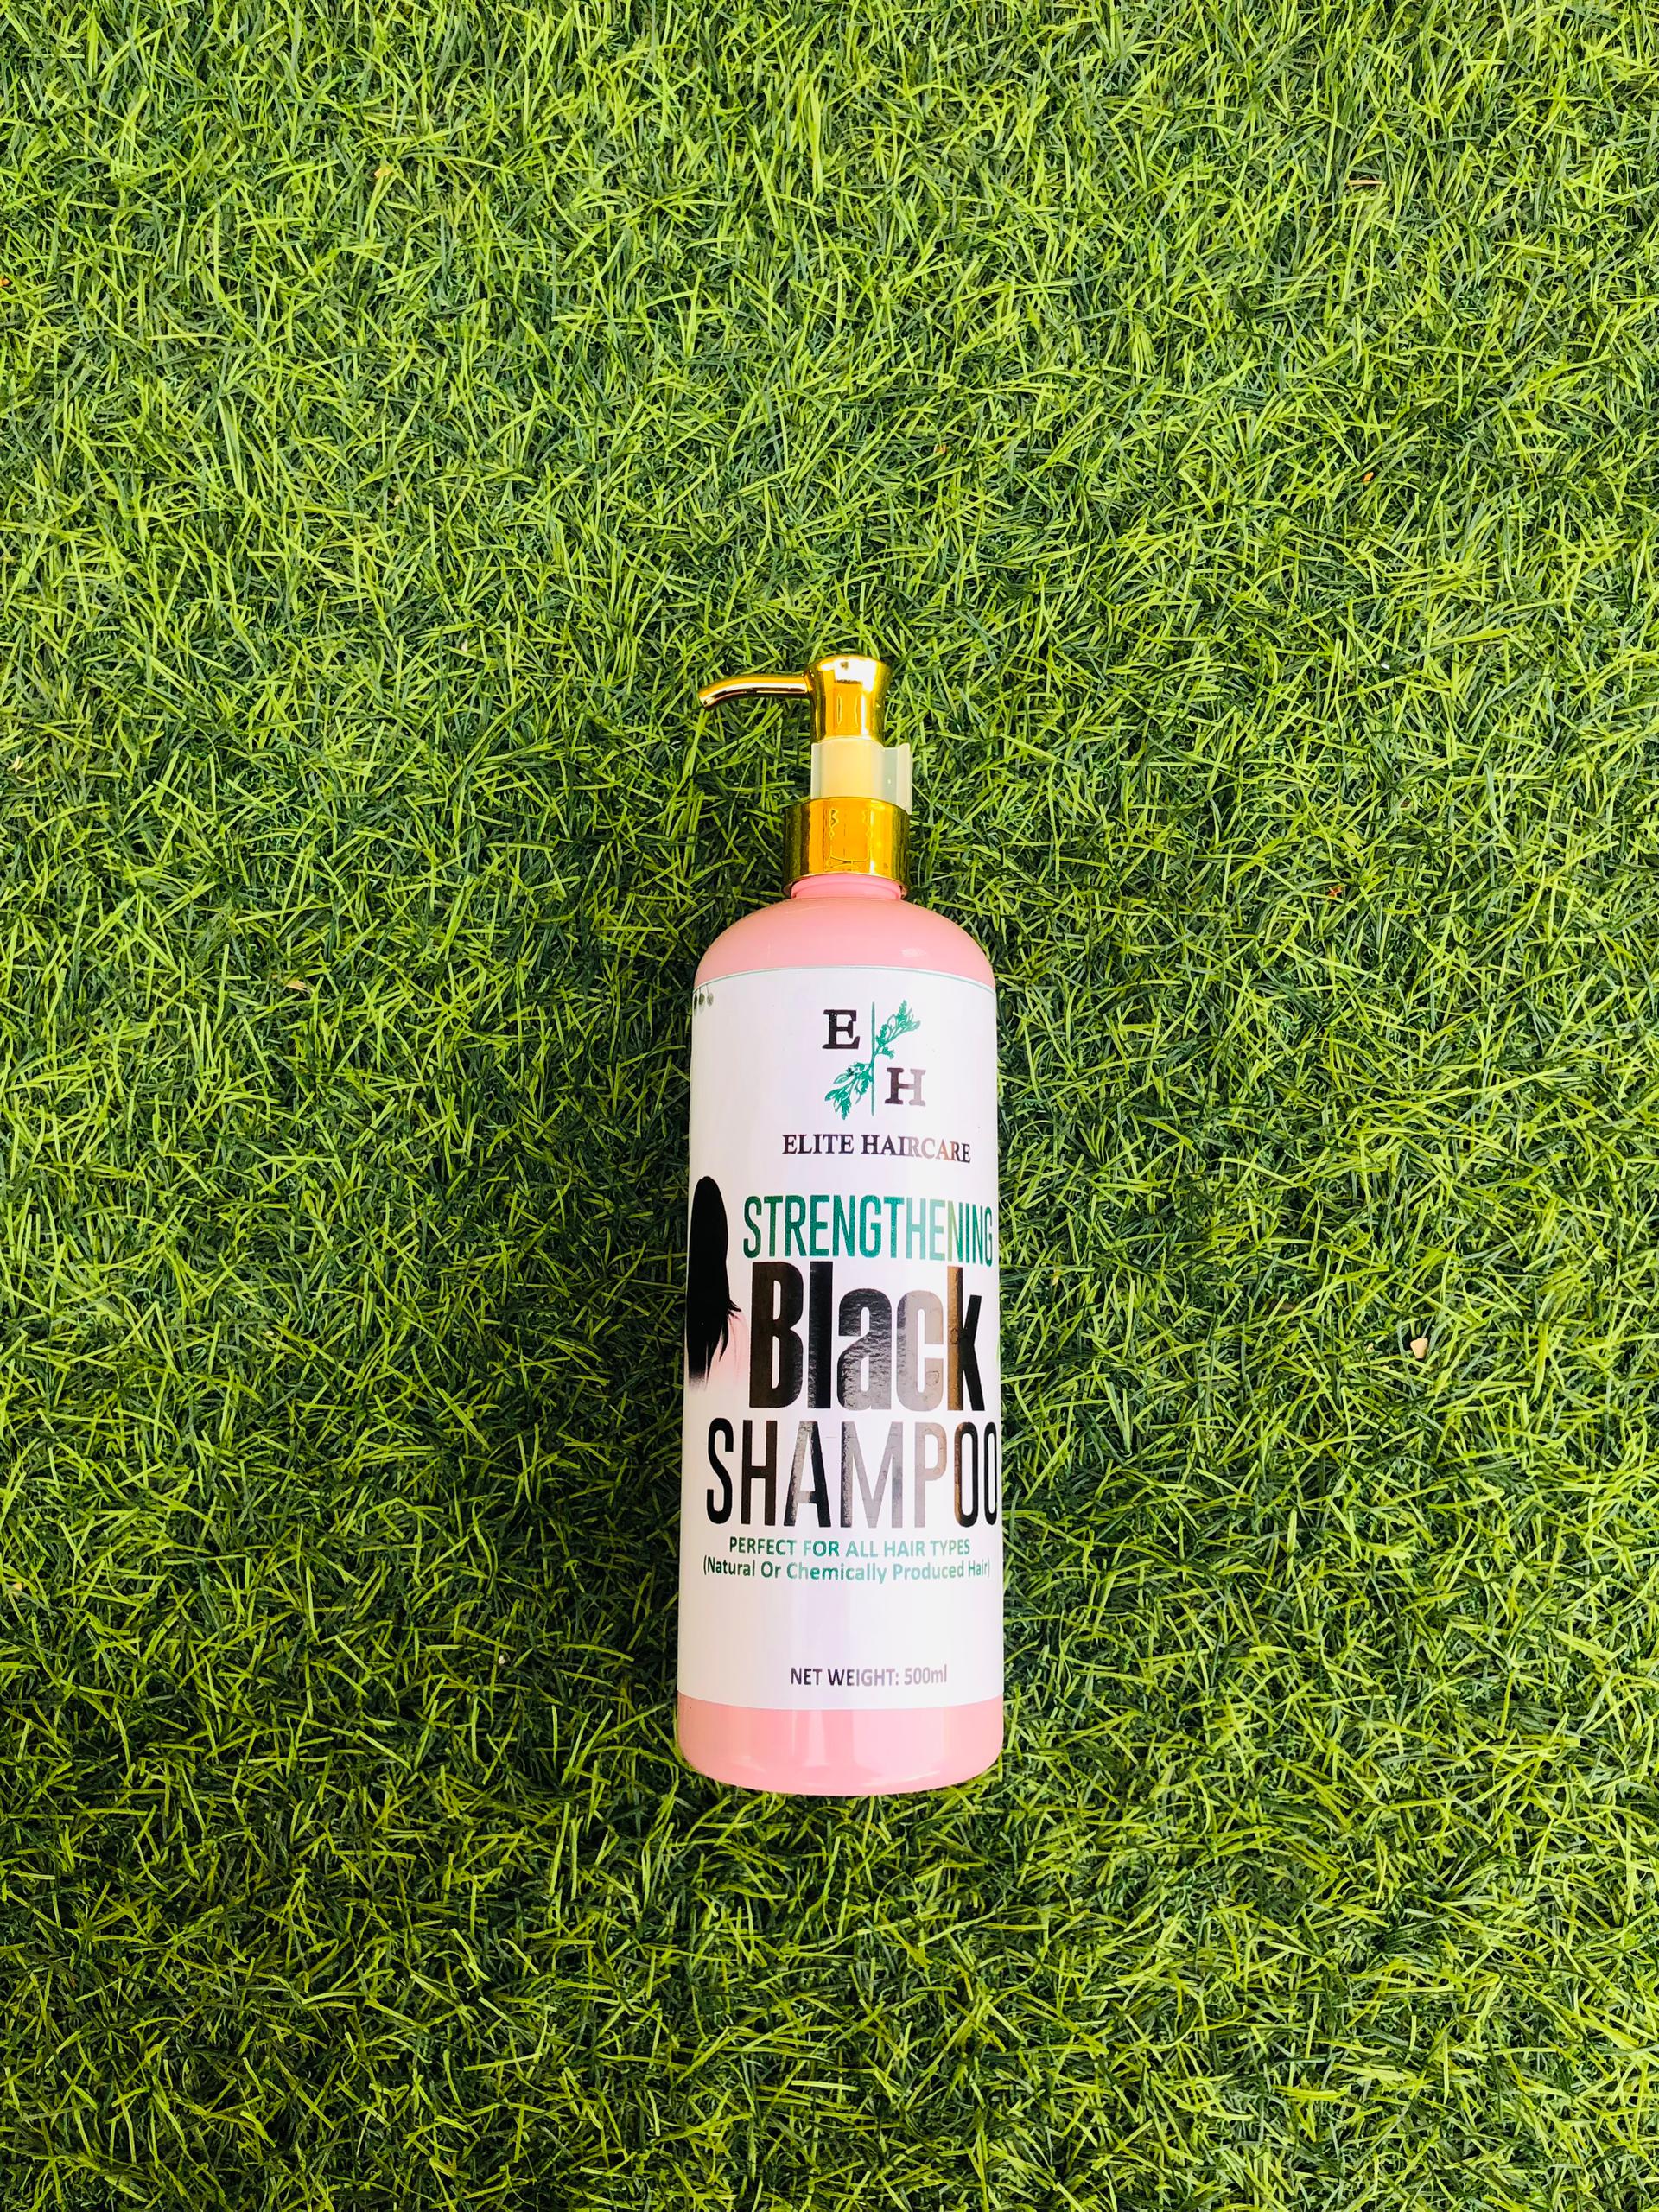 E
H
ELITE HAIRCARE
STRENGTHENING
Black
SHAMPOO
PERFECT FOR ALL HAIR TYPES
(Natural Or Chemically Produced Hair)
NET WEIGHT: 500ml